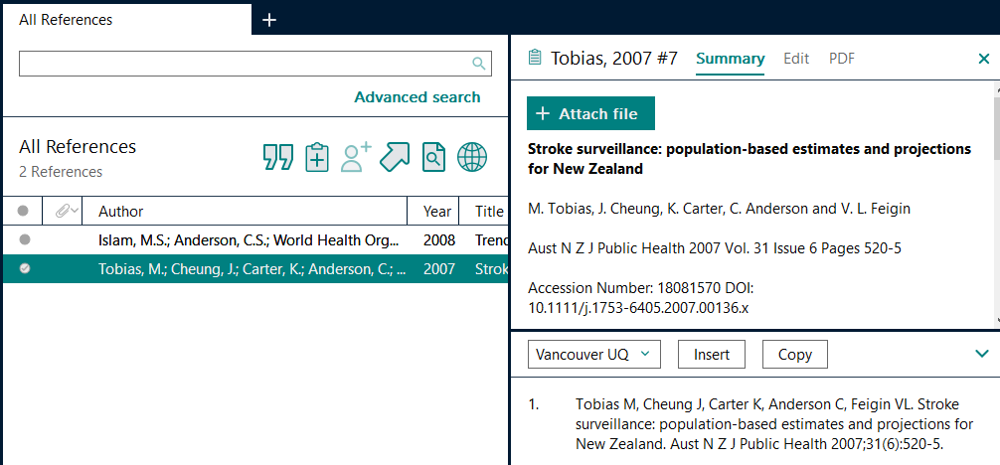 All References
+
Advanced search
All References
2 References
Author Year Title
Islam, M.S.; Anderson, C.S.; World Health Org... 2008 Trenc
Tobias, M.; Cheung, J.; Carter, K.; Anderson, C.; ... 2007 Strok
Tobias, 2007 #7 Summary Edit PDF
+ Attach file
Stroke surveillance: population-based estimates and projections
for New Zealand
M. Tobias, J. Cheung, K. Carter, C. Anderson and V. L. Feigin
Aust N Z J Public Health 2007 Vol. 31 Issue 6 Pages 520-5
Accession Number: 18081570 DOI:
10.1111/j.1753-6405.2007.00136.x
Vancouver UQ Insert Copy
1. Tobias M, Cheung J, Carter K, Anderson C, Feigin VL. Stroke
surveillance: population-based estimates and projections for
New Zealand. Aust N Z J Public Health 2007;31(6):520-5.